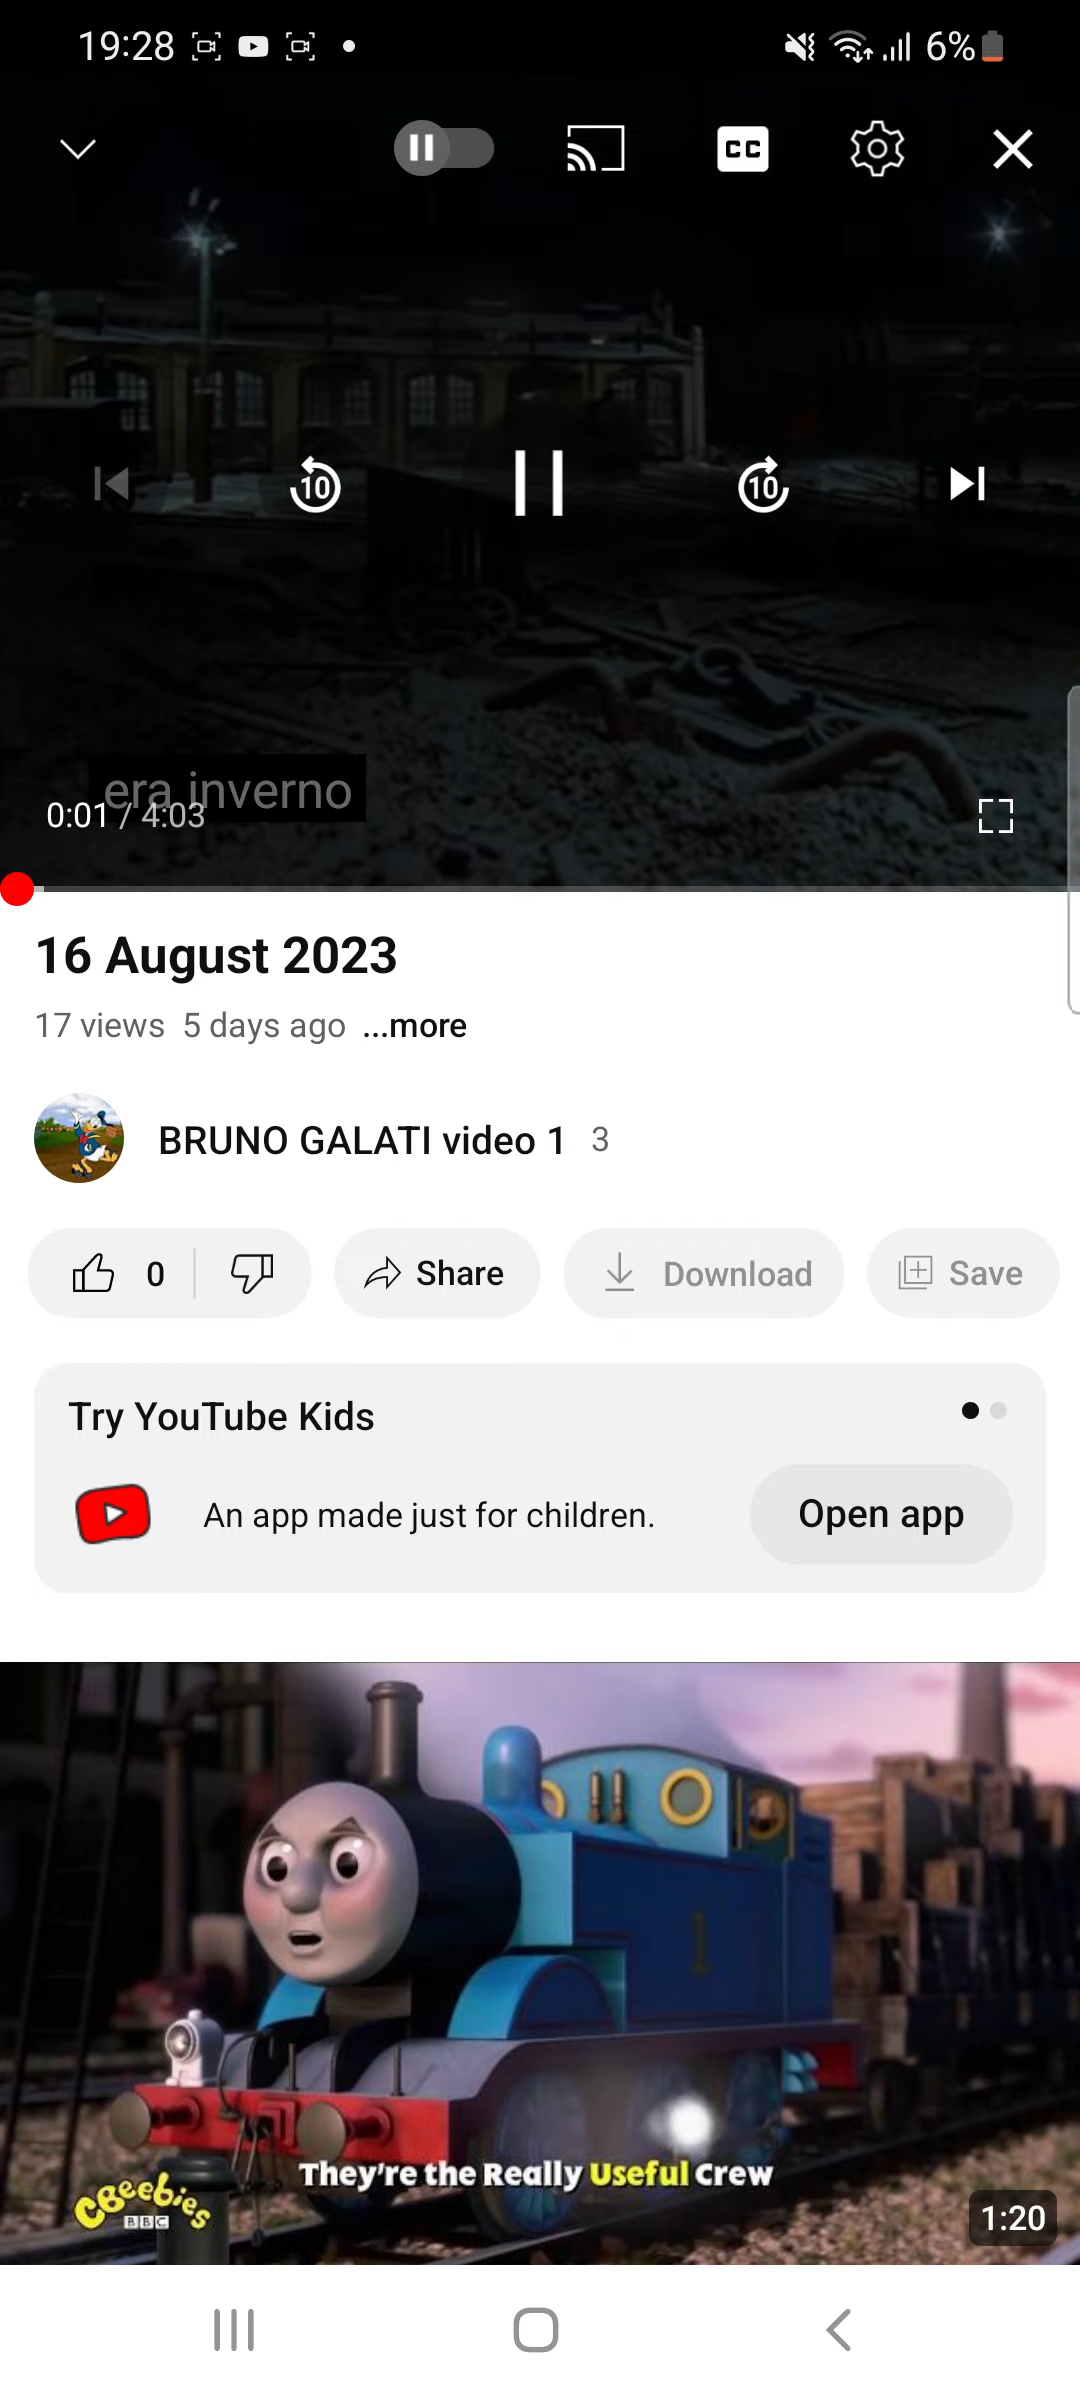 19:28
6%
CC
10
10
era inverno
0:01 / 4:03
16 August 2023
17 views 5 days ago ...more
BRUNO GALATI video 1 3
0
Share
Download
Save
Try YouTube Kids
An app made just for children.
Open app
1
They're the Really Useful Crew
CBeebies
BBC
1:20